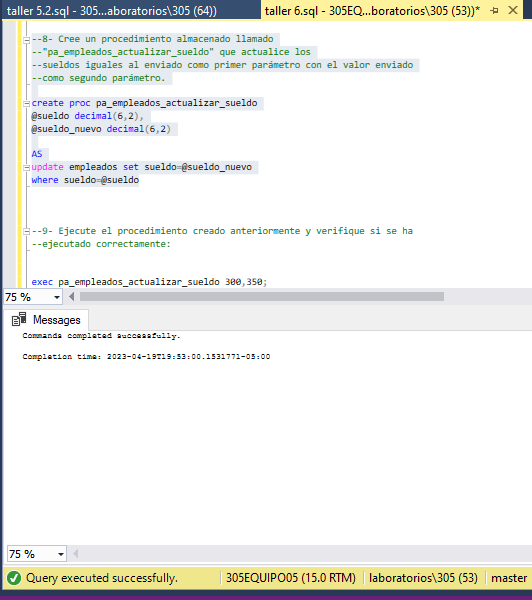 taller 5.2.sql - 305...aboratorios\305 (64))
taller 6.sql - 305EQ...boratorios\305 (53))*
--8- Cree un procedimiento almacenado llamado
--"pa_empleados_actualizar_sueldo" que actualice los
--sueldos iguales al enviado como primer parámetro con el valor enviado
--como segundo parámetro.
create proc pa_empleados_actualizar_sueldo
@sueldo decimal(6,2),
@sueldo_nuevo decimal(6,2)
AS
update empleados set sueldo=@sueldo_nuevo
where sueldo=@sueldo
--9- Ejecute el procedimiento creado anteriormente y verifique si se ha
--ejecutado correctamente:
exec pa_empleados_actualizar_sueldo 300,350;
75 %
Messages
Commands completed successfully.
Completion time: 2023-04-19T19:53:00.1531771-05:00
75 %
Query executed successfully.
305EQUIPO05 (15.0 RTM)
laboratorios\305 (53)
master